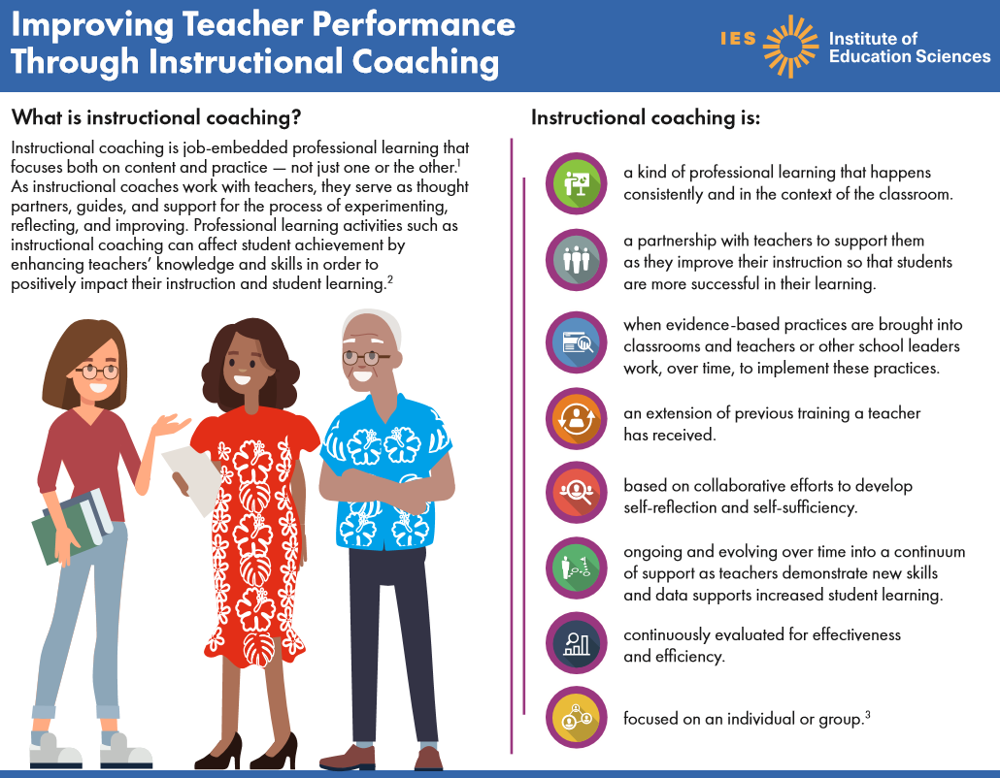 Improving Teacher Performance
Through Instructional Coaching
IES
Institute of
Education Sciences
What is instructional coaching?
Instructional coaching is job-embedded professional learning that
focuses both on content and practice — not just one or the other.¹
As instructional coaches work with teachers, they serve as thought
partners, guides, and support for the process of experimenting,
reflecting, and improving. Professional learning activities such as
instructional coaching can affect student achievement by
enhancing teachers’ knowledge and skills in order to
positively impact their instruction and student learning.²
Instructional coaching is:
a kind of professional learning that happens
consistently and in the context of the classroom.
a partnership with teachers to support them
as they improve their instruction so that students
are more successful in their learning.
when evidence-based practices are brought into
classrooms and teachers or other school leaders
work, over time, to implement these practices.
an extension of previous training a teacher
has received.
based on collaborative efforts to develop
self-reflection and self-sufficiency.
ongoing and evolving over time into a continuum
of support as teachers demonstrate new skills
and data supports increased student learning.
continuously evaluated for effectiveness
and efficiency.
focused on an individual or group.³